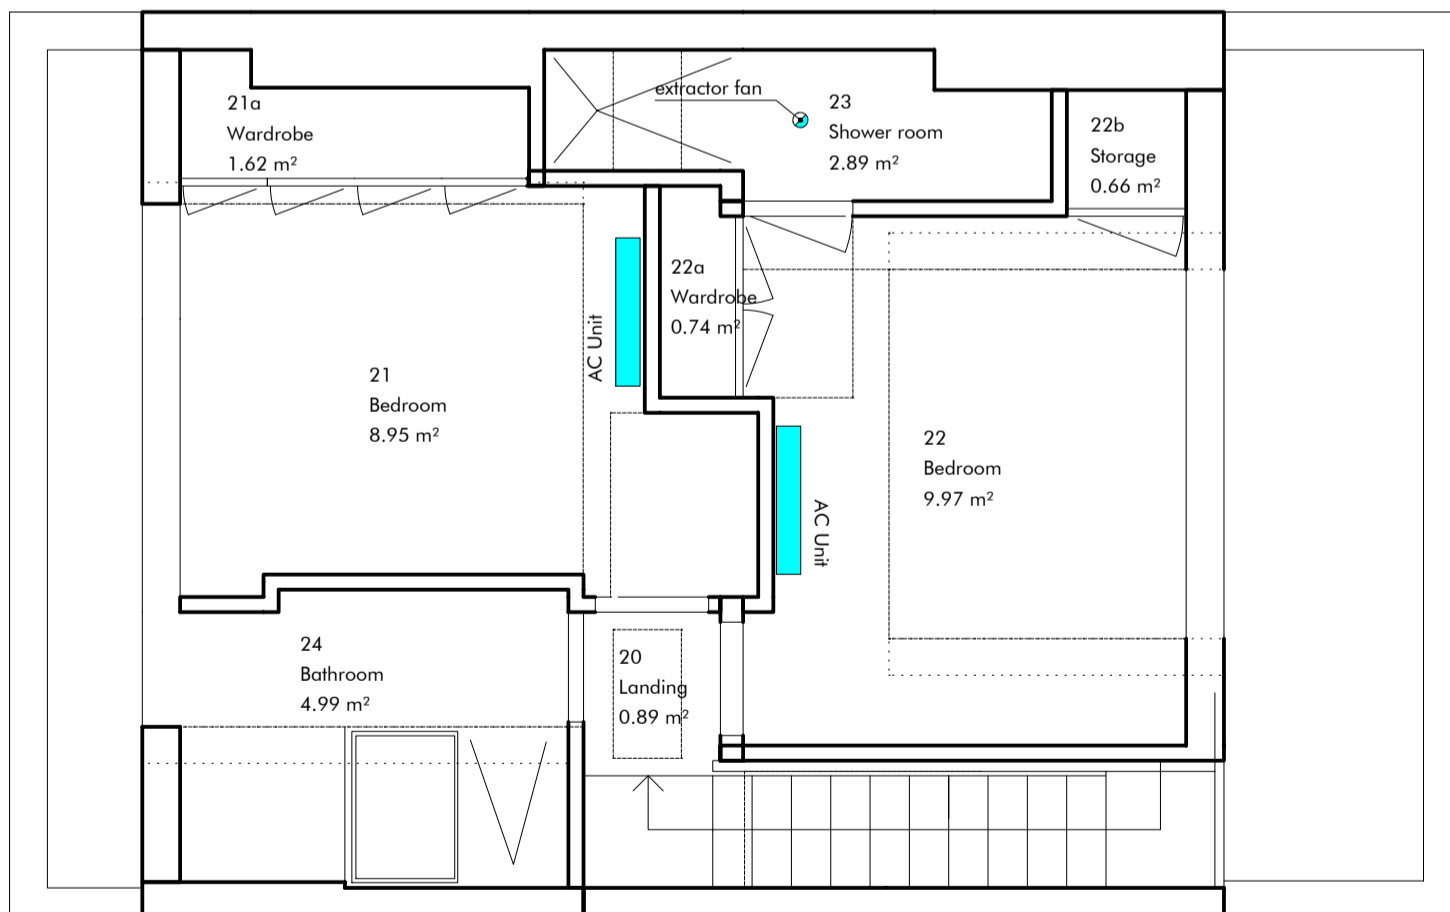 extractor fan
21a
Wardrobe
1.62 m²
23
Shower room
2.89 m²
22b
Storage
0.66 m²
22a
Wardrobe
0.74 m²
AC Unit
21
Bedroom
8.95 m²
22
Bedroom
9.97 m²
AC Unit
24
Bathroom
4.99 m²
20
Landing
0.89 m²